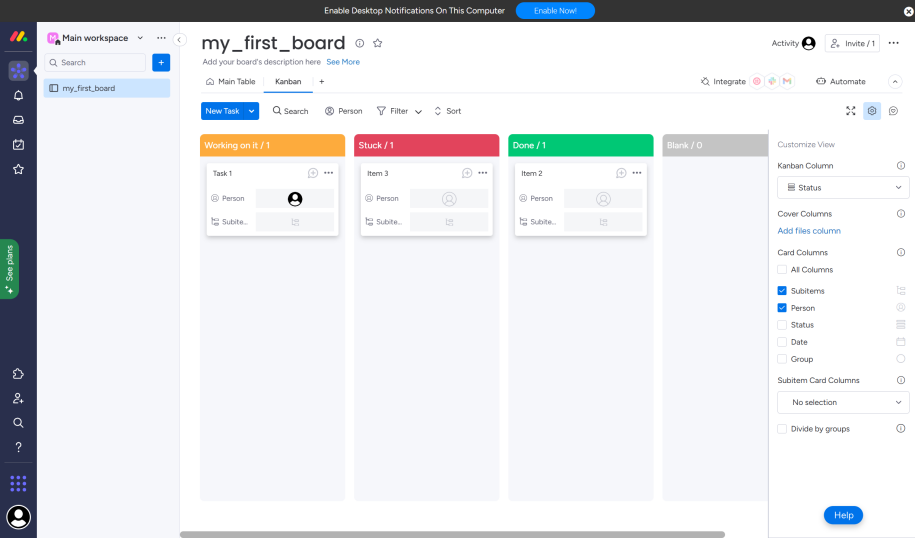 Enable Desktop Notifications On This Computer Enable Now!
M Main workspace
Search
my_first_board
See plans
my_first_board
Activity
Invite / 1
Add your board's description here See More
Main Table Kanban +
Integrate
Automate
New Task Search Person Filter Sort
Working on it / 1
Task 1
Person
Subite...
Stuck / 1
Item 3
Person
Subite...
Done / 1
Item 2
Person
Subite...
Blank / 0
Customize View
Kanban Column
Status
Cover Columns
Add files column
Card Columns
All Columns
Subitems
Person
Status
Date
Group
Subitem Card Columns
No selection
Divide by groups
Help